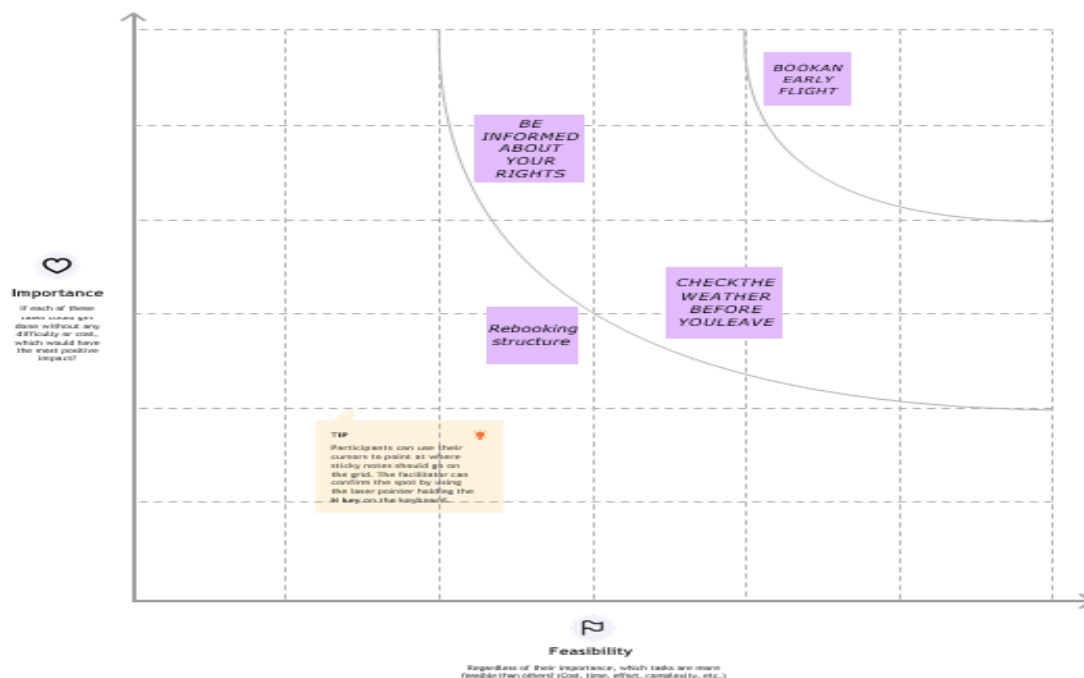 BOOKAN
EARLY
FLIGHT
BE
INFORMED
ABOUT
YOUR
RIGHTS
CHECKTHE
WEATHER
BEFORE
YOULEAVE
Rebooking
structure
Importance
If each of these
tasks could get
done without any
difficulty or cost,
which would have
the most positive
impact?
TIP
Participants can use their
cursors to point at where
sticky notes should go on
the grid. The facilitator can
confirm the spot by using
the laser pointer holding the
H key on the keyboard.
Feasibility
Regardless of their importance, which tasks are more
feasible than others? (Cost, time, effort, complexity, etc.)